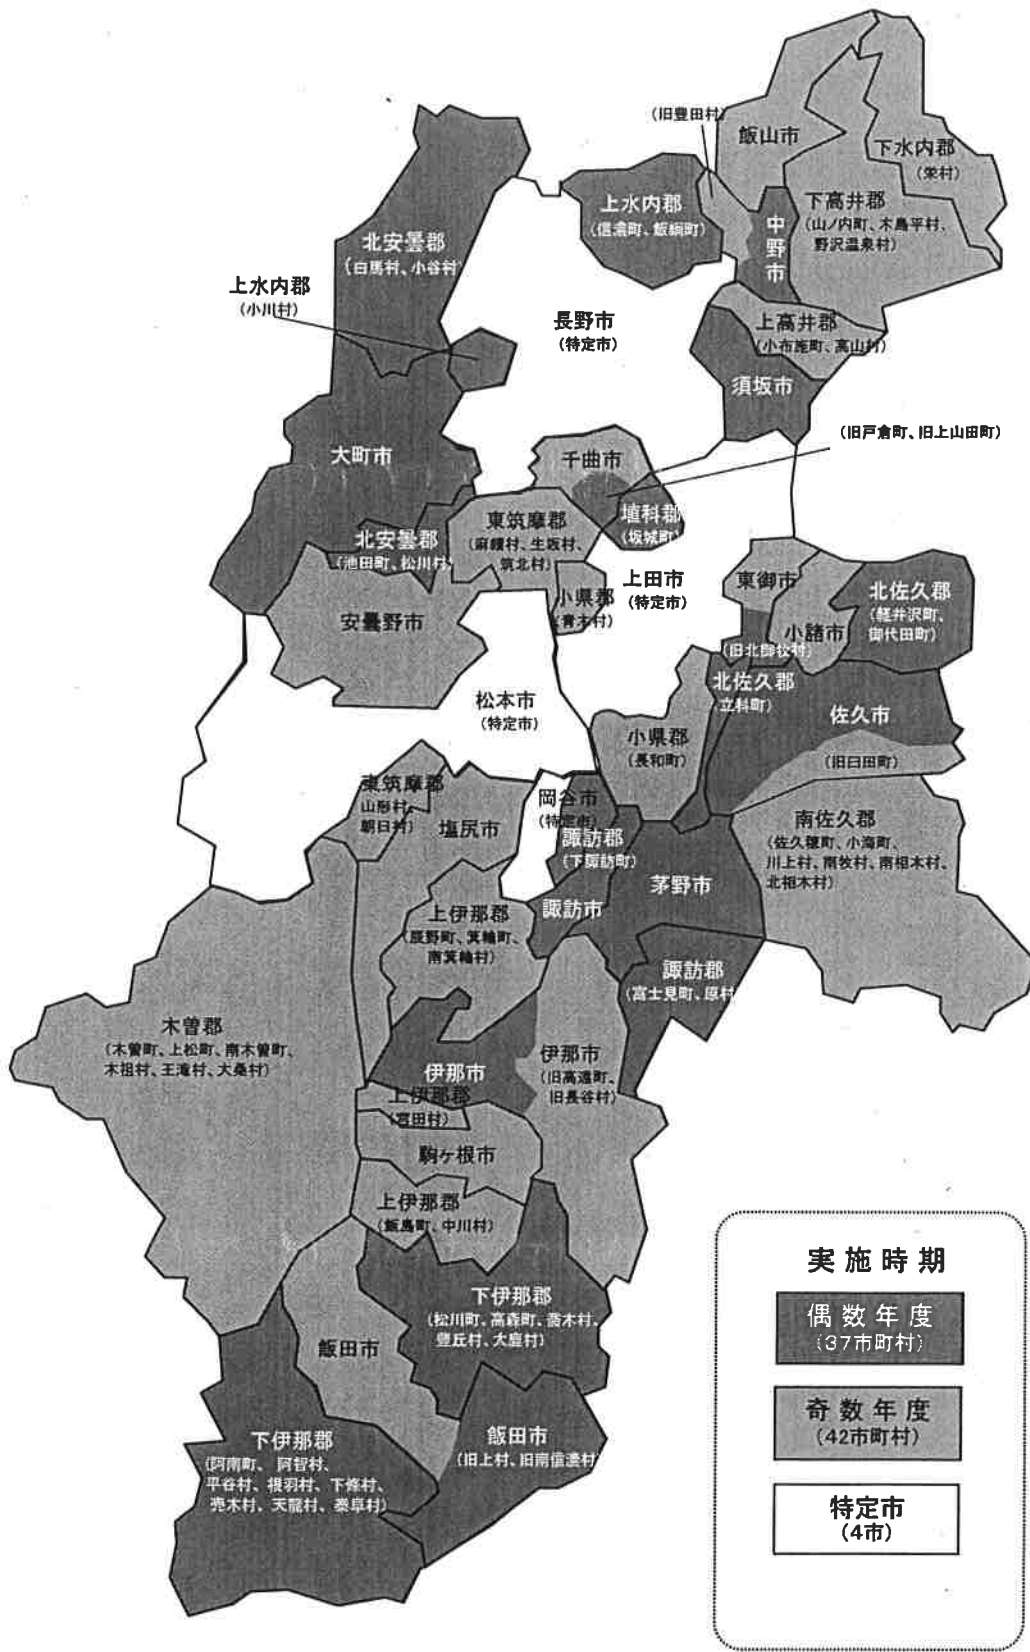 (旧豊田村)
飯山市
下水内郡
(栄村)
上水内郡
(信濃町、飯綱町)
中野市
下高井郡
(山ノ内町、木島平村、
野沢温泉村)
北安曇郡
(白馬村、小谷村)
上水内郡
(小川村)
長野市
(特定市)
上高井郡
(小布施町、高山村)
須坂市
(旧戸倉町、旧上山田町)
大町市
千曲市
埴科郡
(坂城町)
東筑摩郡
(麻績村、生坂村、
筑北村)
北安曇郡
(池田町、松川村)
上田市
(特定市)
小県郡
(青木村)
安曇野市
東御市
小諸市
北佐久郡
(軽井沢町、
御代田町)
(旧北御牧村)
北佐久郡
(立科町)
松本市
(特定市)
佐久市
(旧臼田町)
小県郡
(長和町)
東筑摩郡
山形村、
朝日村)
塩尻市
岡谷市
(特定市)
諏訪郡
(下諏訪町)
南佐久郡
(佐久穂町、小海町、
川上村、南牧村、南相木村、
北相木村)
茅野市
諏訪市
上伊那郡
(辰野町、箕輪町、
南箕輪村)
諏訪郡
(富士見町、原村)
木曽郡
(木曽町、上松町、南木曽町、
木祖村、王滝村、大桑村)
伊那市
伊那市
(旧高遠町、
旧長谷村)
上伊那郡
(宮田村)
駒ヶ根市
上伊那郡
(飯島町、中川村)
下伊那郡
(松川町、高森町、喬木村、
豊丘村、大鹿村)
飯田市
飯田市
(旧上村、旧南信濃村)
下伊那郡
(阿南町、阿智村、
平谷村、根羽村、下條村、
売木村、天龍村、泰阜村)
実施時期
偶数年度
(37市町村)
奇数年度
(42市町村)
特定市
(4市)